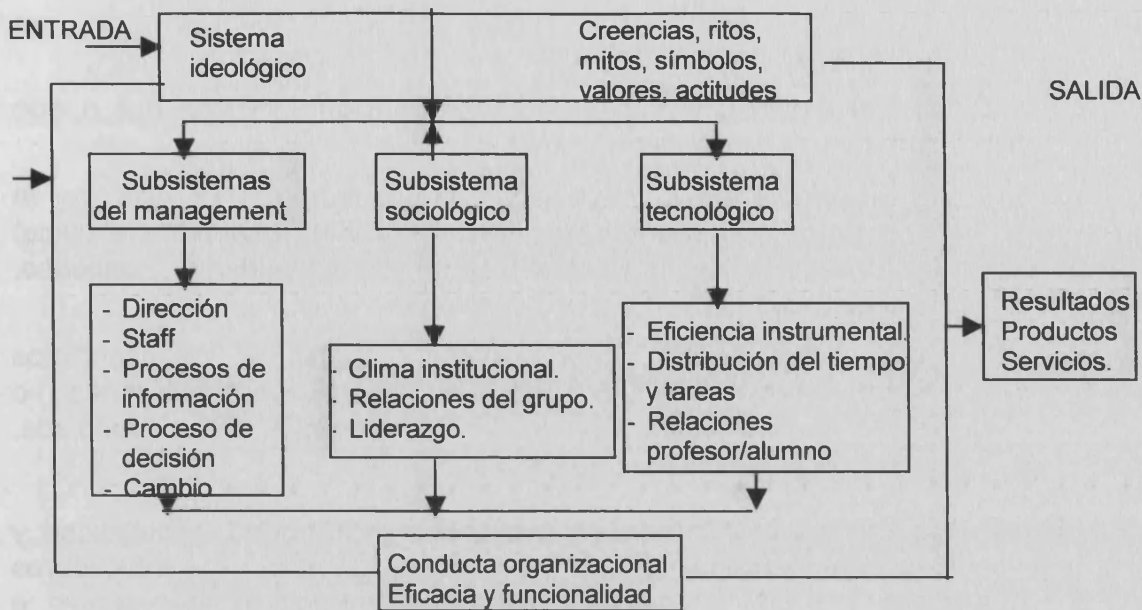 ENTRADA
Sistema
ideológico
Creencias, ritos,
mitos, símbolos,
valores, actitudes
SALIDA
Subsistemas
del management
Subsistema
sociológico
Subsistema
tecnológico
- Dirección
- Staff
- Procesos de
información
- Proceso de
decisión
- Cambio
- Clima institucional.
- Relaciones del grupo.
- Liderazgo.
- Eficiencia instrumental.
- Distribución del tiempo
y tareas
- Relaciones
profesor/alumno
Resultados
Productos
Servicios.
Conducta organizacional
Eficacia y funcionalidad